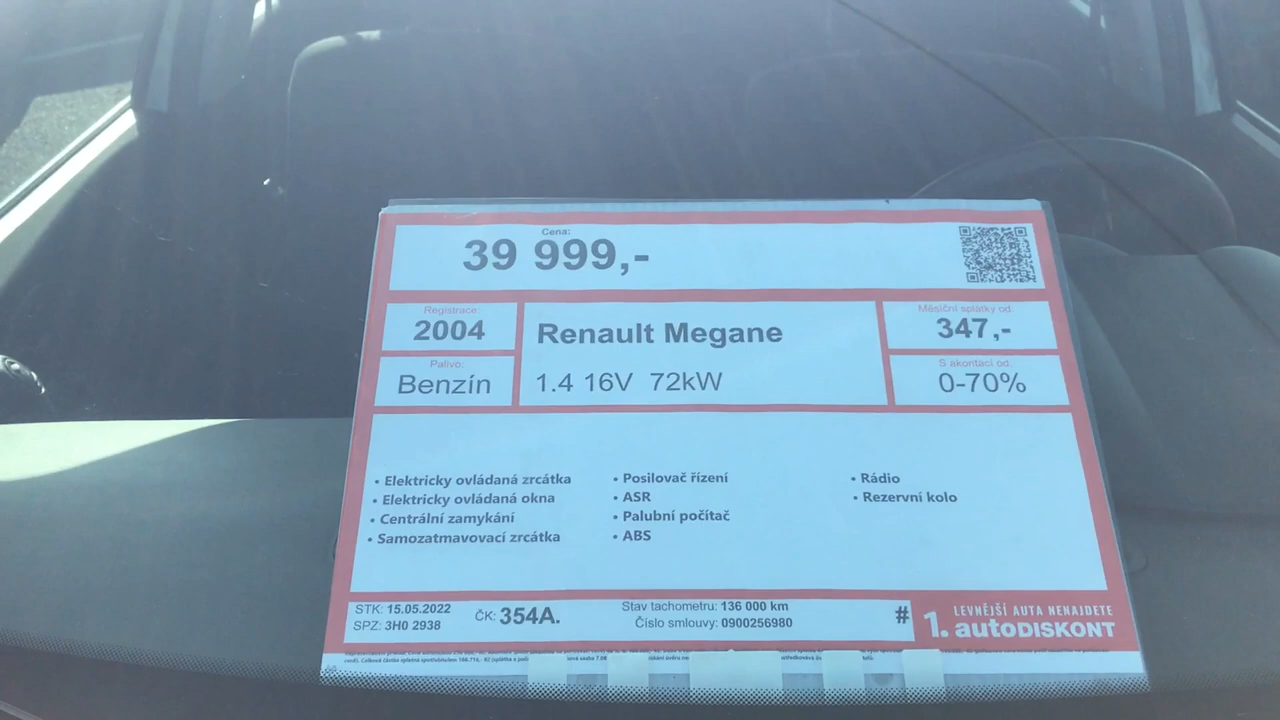 Cena:
39 999,-
Registrace:
2004
Palivo:
Benzín
Renault Megane
1.4 16V 72kW
Měsíční splátky od:
347,-
S akontací od:
0-70%
• Elektricky ovládaná zrcátka
• Elektricky ovládaná okna
• Centrální zamykání
• Samozatmavovací zrcátka
• Posilovač řízení
• ASR
• Palubní počítač
• ABS
• Rádio
• Rezervní kolo
STK: 15.05.2022
SPZ: 3H0 2938
ČK: 354A.
Stav tachometru: 136 000 km
Číslo smlouvy: 0900256980
#
LEVNĚJŠÍ AUTA NENAJDETE
1. autoDISKONT